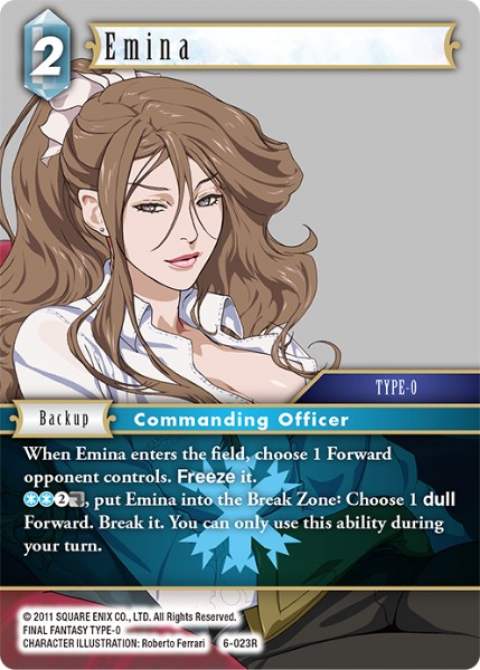 2
Emina
TYPE-0
Backup
Commanding Officer
When Emina enters the field, choose 1 Forward
opponent controls. Freeze it.
2, put Emina into the Break Zone: Choose 1 dull
Forward. Break it. You can only use this ability during
your turn.
© 2011 SQUARE ENIX CO., LTD. All Rights Reserved.
FINAL FANTASY TYPE-0
CHARACTER ILLUSTRATION: Roberto Ferrari
6-023R